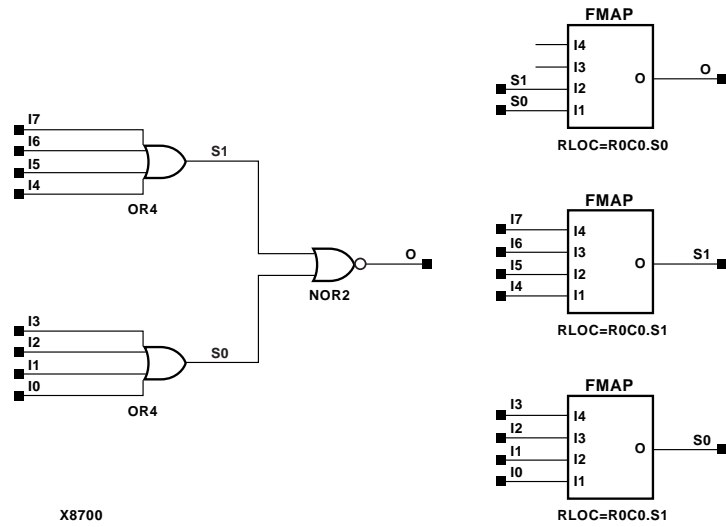 I7
I6
I5
I4
OR4
S1
I3
I2
I1
I0
OR4
S0
NOR2
O
X8700
FMAP
I4
I3
S1 I2
S0 I1
O O
RLOC=R0C0.S0
FMAP
I7 I4
I6 I3
I5 I2
I4 I1
O S1
RLOC=R0C0.S1
FMAP
I3 I4
I2 I3
I1 I2
I0 I1
O S0
RLOC=R0C0.S1